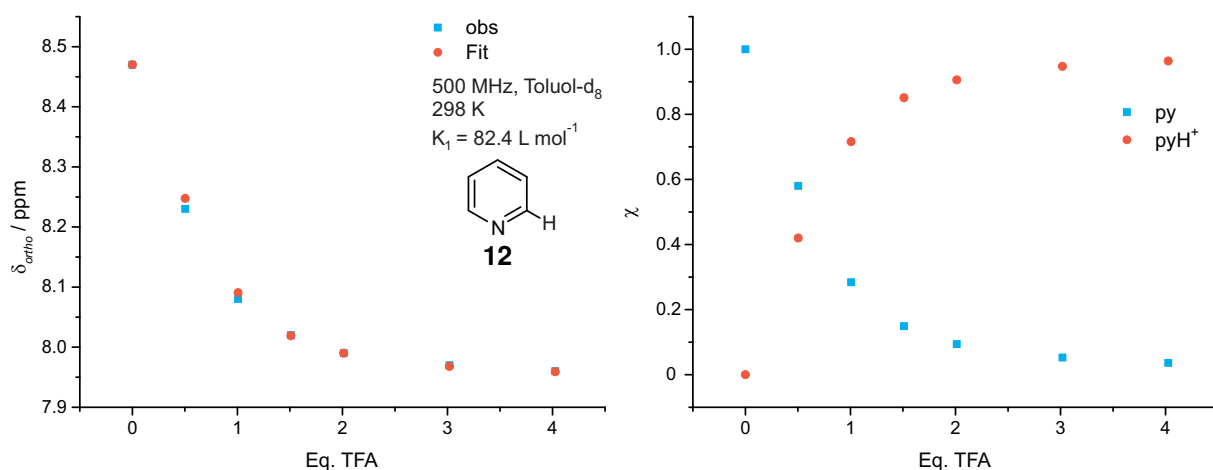 obs
Fit
500 MHz, Toluol-d₈
298 K
K₁ = 82.4 L mol⁻¹
N
H
12
8.5
8.4
8.3
8.2
8.1
8.0
7.9
δortho / ppm
0 1 2 3 4
Eq. TFA
py
pyH⁺
1.0
0.8
0.6
0.4
0.2
0
χ
0 1 2 3 4
Eq. TFA